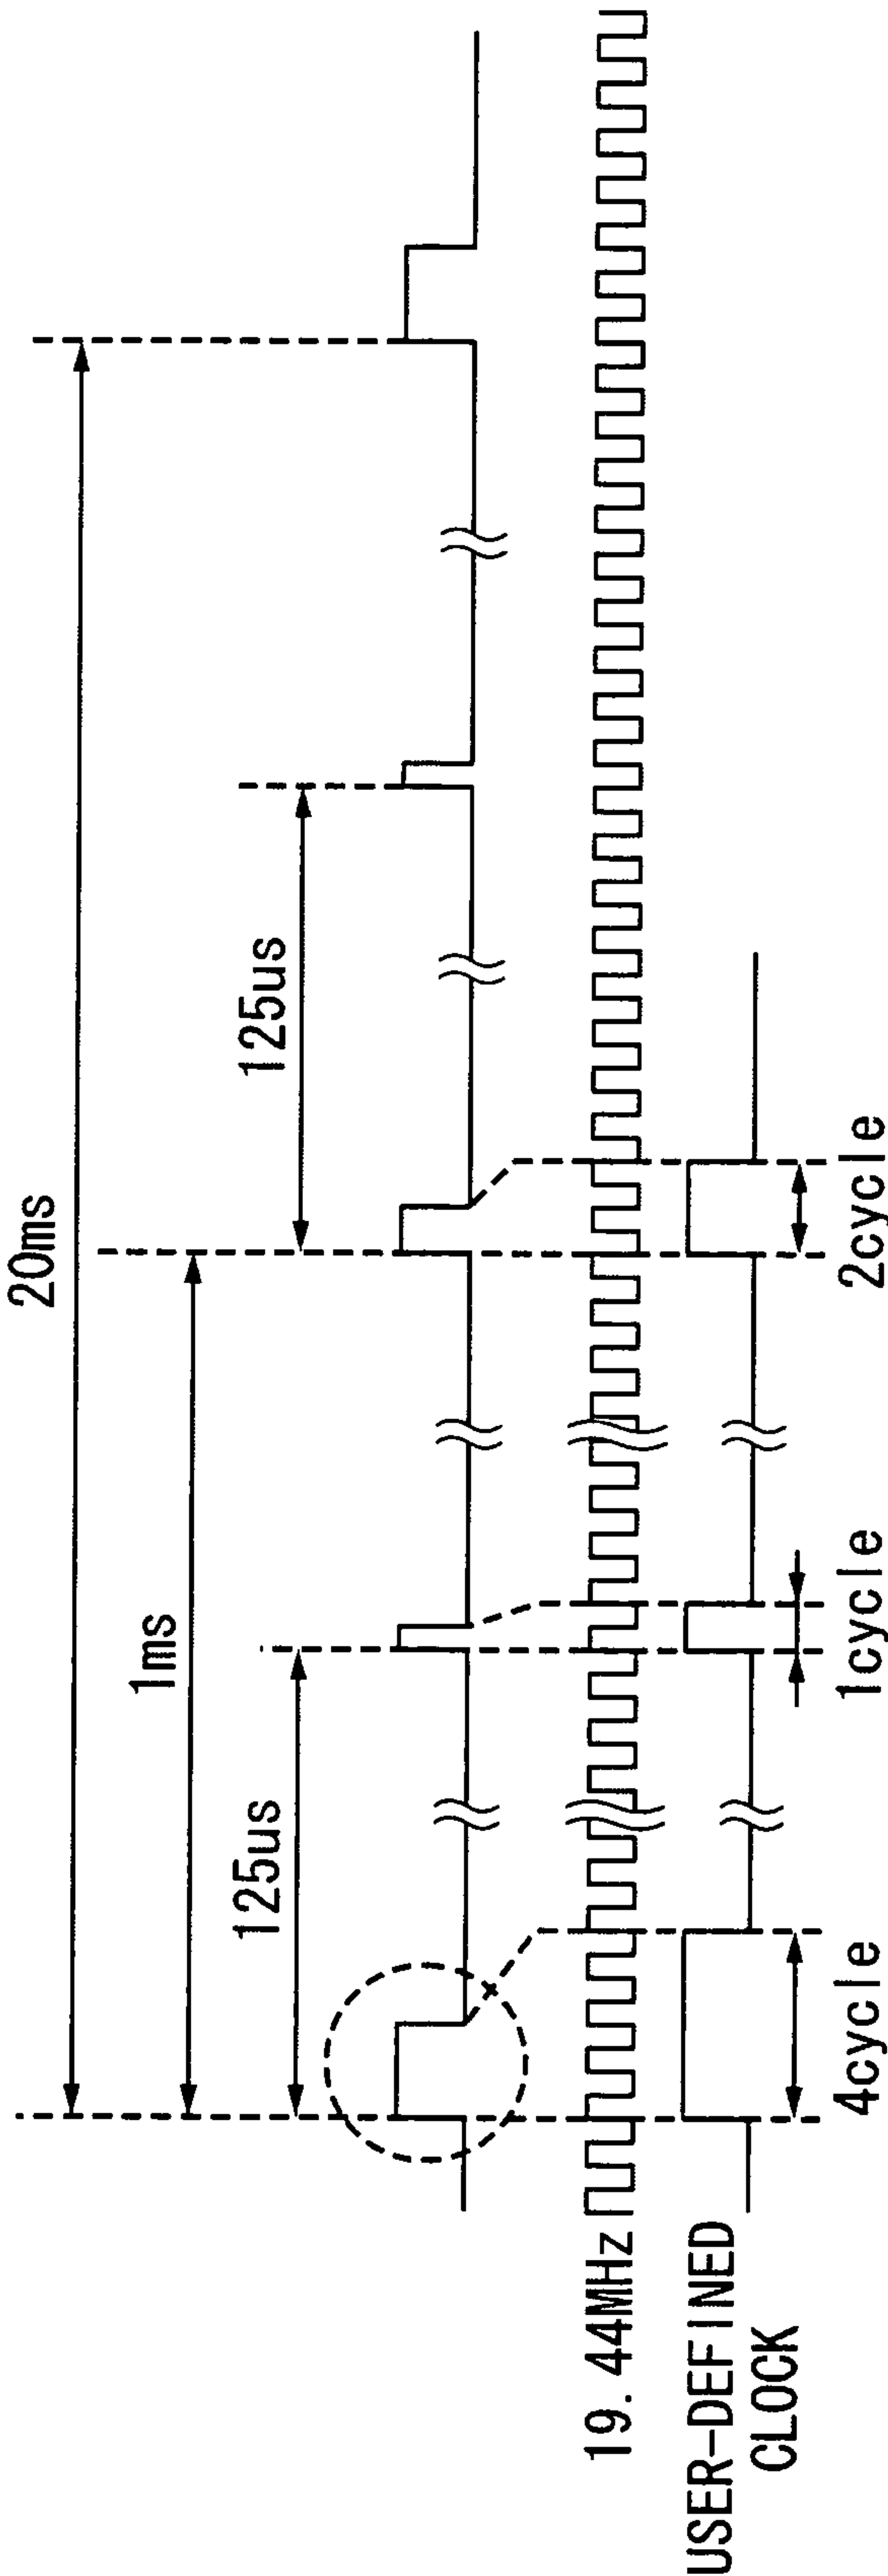 20ms
1ms
125us
125us
19. 44MHz
USER-DEFINED
CLOCK
4cycle
1cycle
2cycle